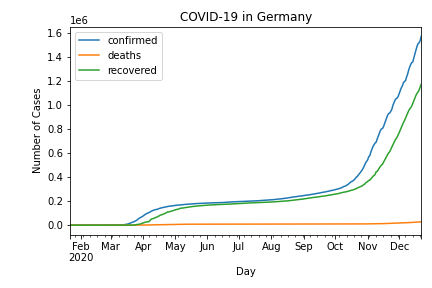 COVID-19 in Germany
1e6
1.6
1.4
1.2
1.0
0.8
0.6
0.4
0.2
0.0
Number of Cases
confirmed
deaths
recovered
Feb Mar Apr May Jun Jul Aug Sep Oct Nov Dec
2020
Day